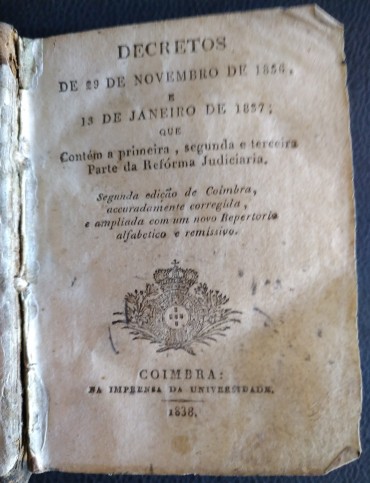 DECRETOS
DE 29 DE NOVEMBRO DE 1836,
E
13 DE JANEIRO DE 1837;
QUE
Contém a primeira, segunda e terceira
Parte da Refórma Judiciaria.
Segunda edição de Coimbra,
accuradamente corregida,
e ampliada com um novo Repertorio
alfabetico e remissivo.
COIMBRA:
NA IMPRENSA DA UNIVERSIDADE.
1838.